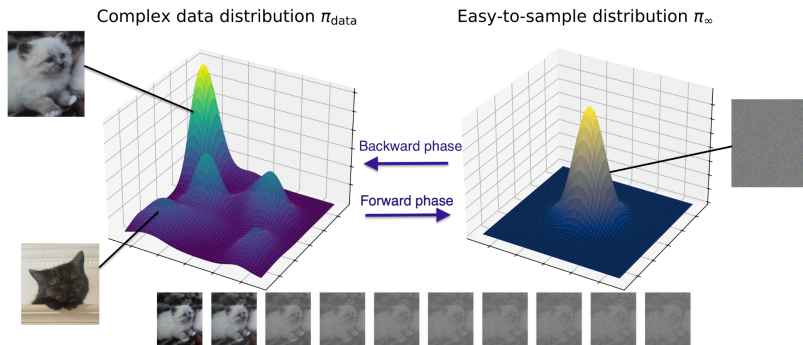 Complex data distribution π_data
Easy-to-sample distribution π_∞
Backward phase
Forward phase